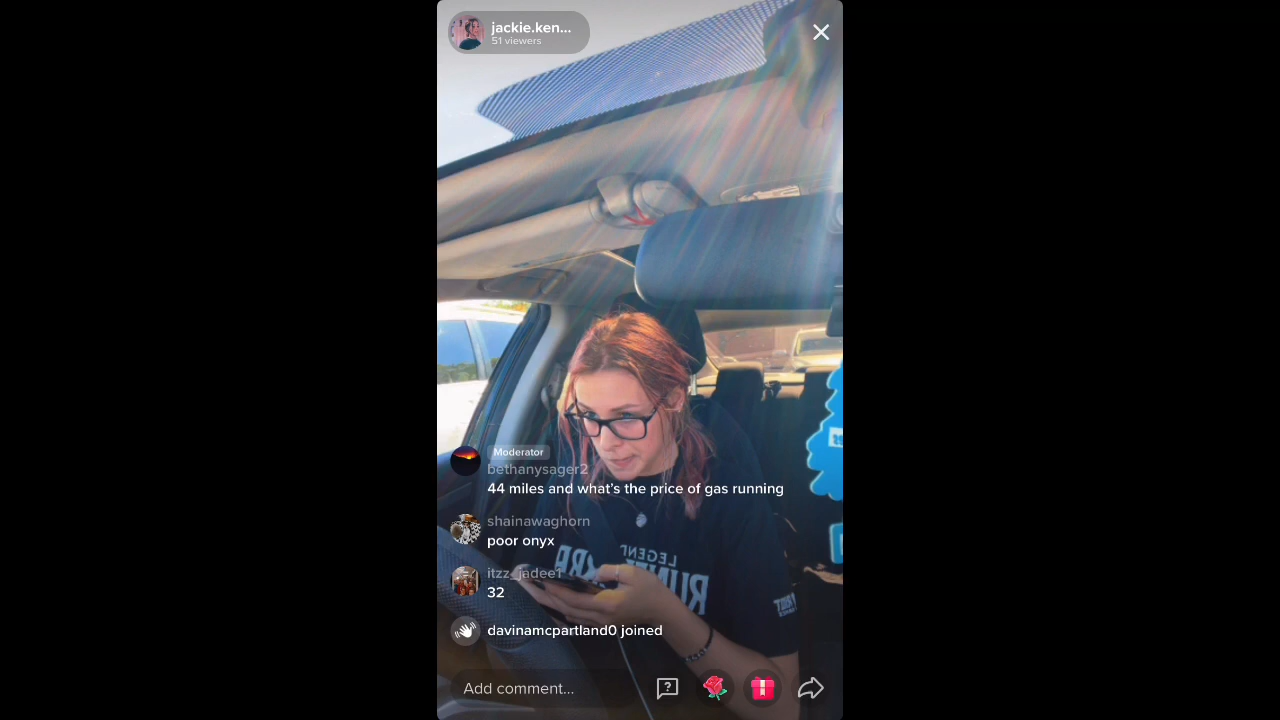 jackie.ken...
51 viewers
Moderator
bethanysager2
44 miles and what's the price of gas running
shainawaghorn
poor onyx
itzz_jadee1
32
davinamcpartland0 joined
LEGENT
Add comment...